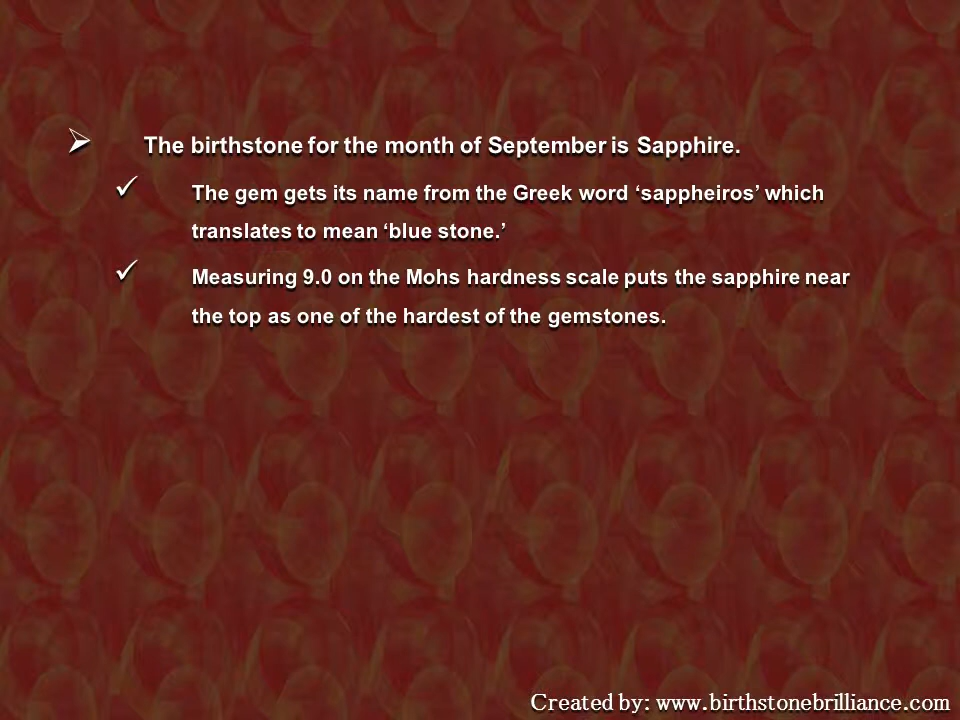 ➢ The birthstone for the month of September is Sapphire.
✓ The gem gets its name from the Greek word ‘sappheiros’ which
translates to mean ‘blue stone.’
✓ Measuring 9.0 on the Mohs hardness scale puts the sapphire near
the top as one of the hardest of the gemstones.
Created by: www.birthstonebrilliance.com